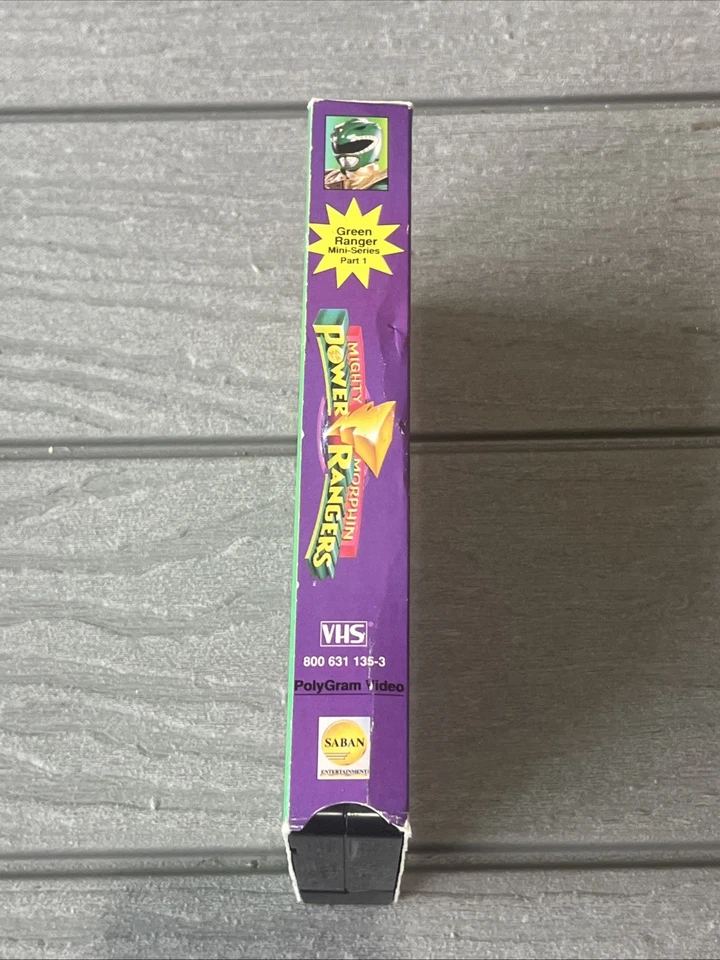 Green
Ranger
Mini-Series
Part 1
MIGHTY MORPHIN
POWER RANGERS
VHS
800 631 135-3
PolyGram Video
SABAN
ENTERTAINMENT